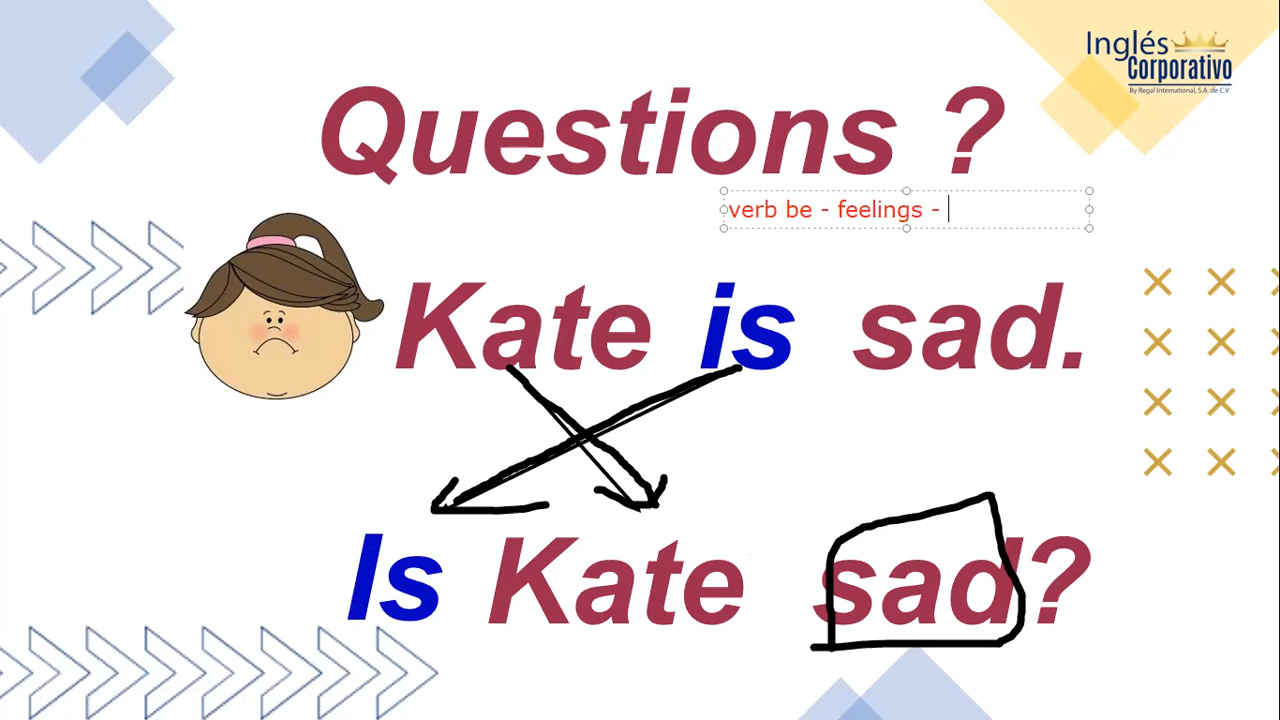 Inglés
Corporativo
By Regal International, S.A. de C.V.
Questions ?
verb be - feelings -
Kate is sad.
Is Kate sad?